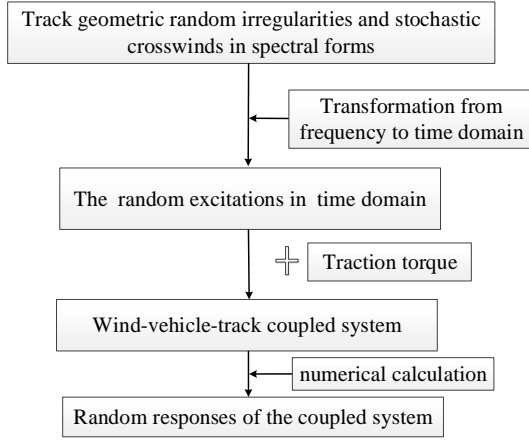 Track geometric random irregularities and stochastic
crosswinds in spectral forms
Transformation from
frequency to time domain
The random excitations in time domain
Traction torque
Wind-vehicle-track coupled system
numerical calculation
Random responses of the coupled system